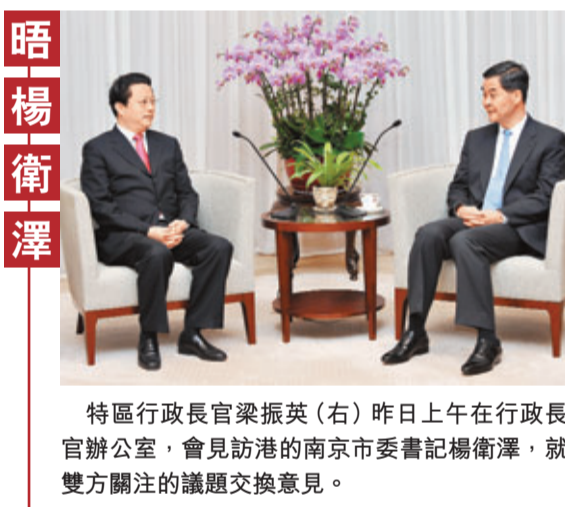 晤楊衛澤
特區行政長官梁振英（右）昨日上午在行政長
官辦公室，會見訪港的南京市委書記楊衛澤，就
雙方關注的議題交換意見。